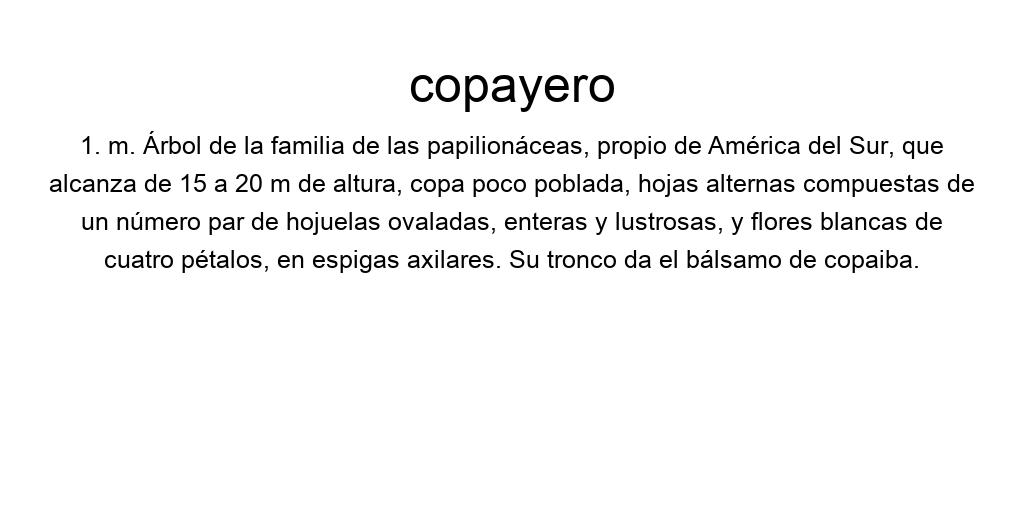 copayero
1. m. Árbol de la familia de las papilionáceas, propio de América del Sur, que
alcanza de 15 a 20 m de altura, copa poco poblada, hojas alternas compuestas de
un número par de hojuelas ovaladas, enteras y lustrosas, y flores blancas de
cuatro pétalos, en espigas axilares. Su tronco da el bálsamo de copaiba.